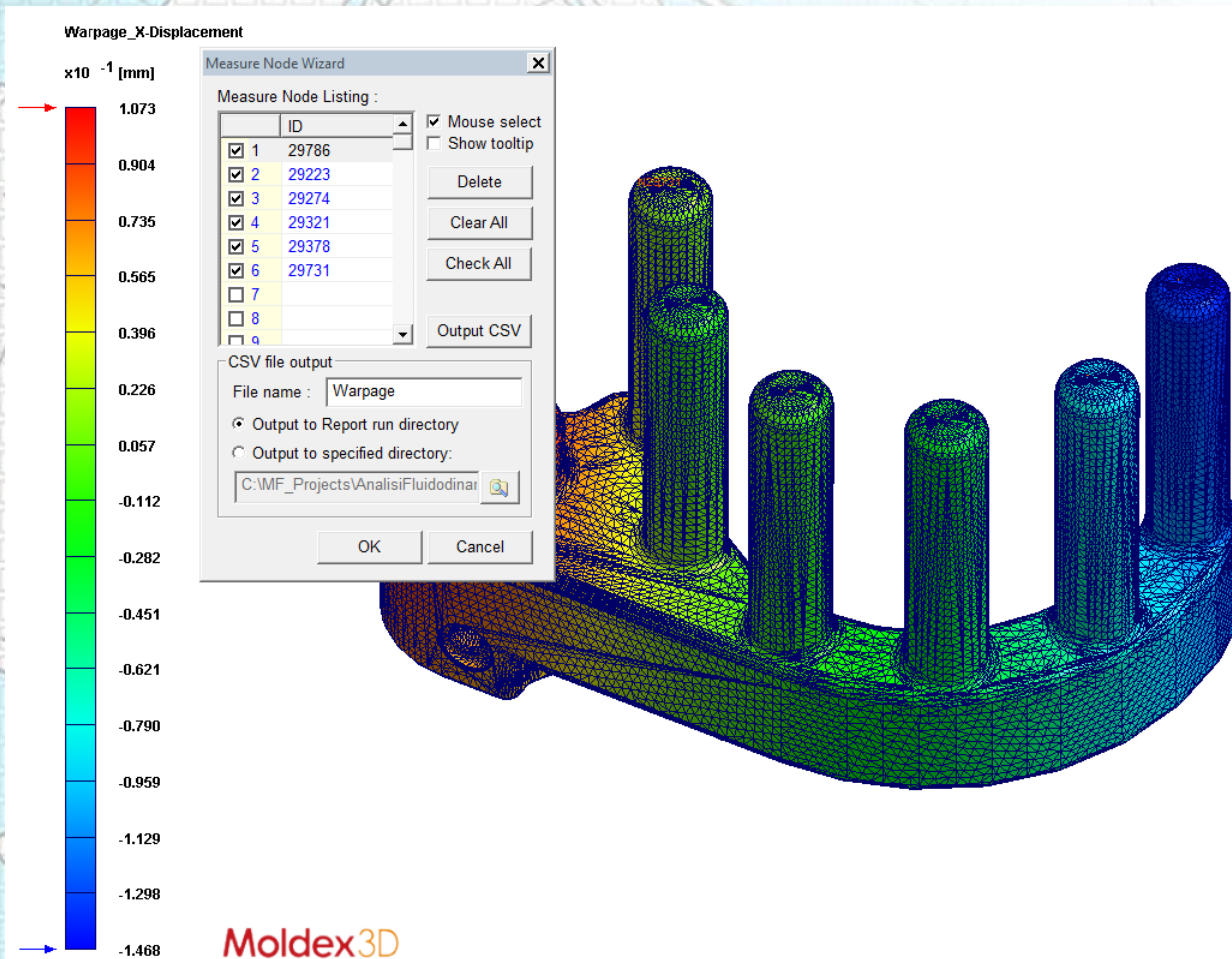 Warpage_X-Displacement
x10 -1 [mm]
1.073
0.904
0.735
0.565
0.396
0.226
0.057
-0.112
-0.282
-0.451
-0.621
-0.790
-0.959
-1.129
-1.298
-1.468
Measure Node Wizard
Measure Node Listing :
ID
1 29786
2 29223
3 29274
4 29321
5 29378
6 29731
7
8
9
Mouse select
Show tooltip
Delete
Clear All
Check All
Output CSV
CSV file output
File name : Warpage
Output to Report run directory
Output to specified directory:
C:\MF_Projects\AnalisiFluidodinar
OK Cancel
Moldex3D